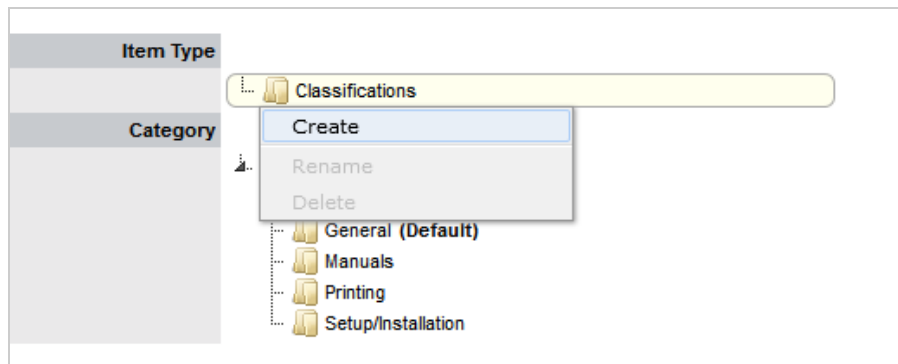 Item Type
Classifications
Category
Create
Rename
Delete
General (Default)
Manuals
Printing
Setup/Installation